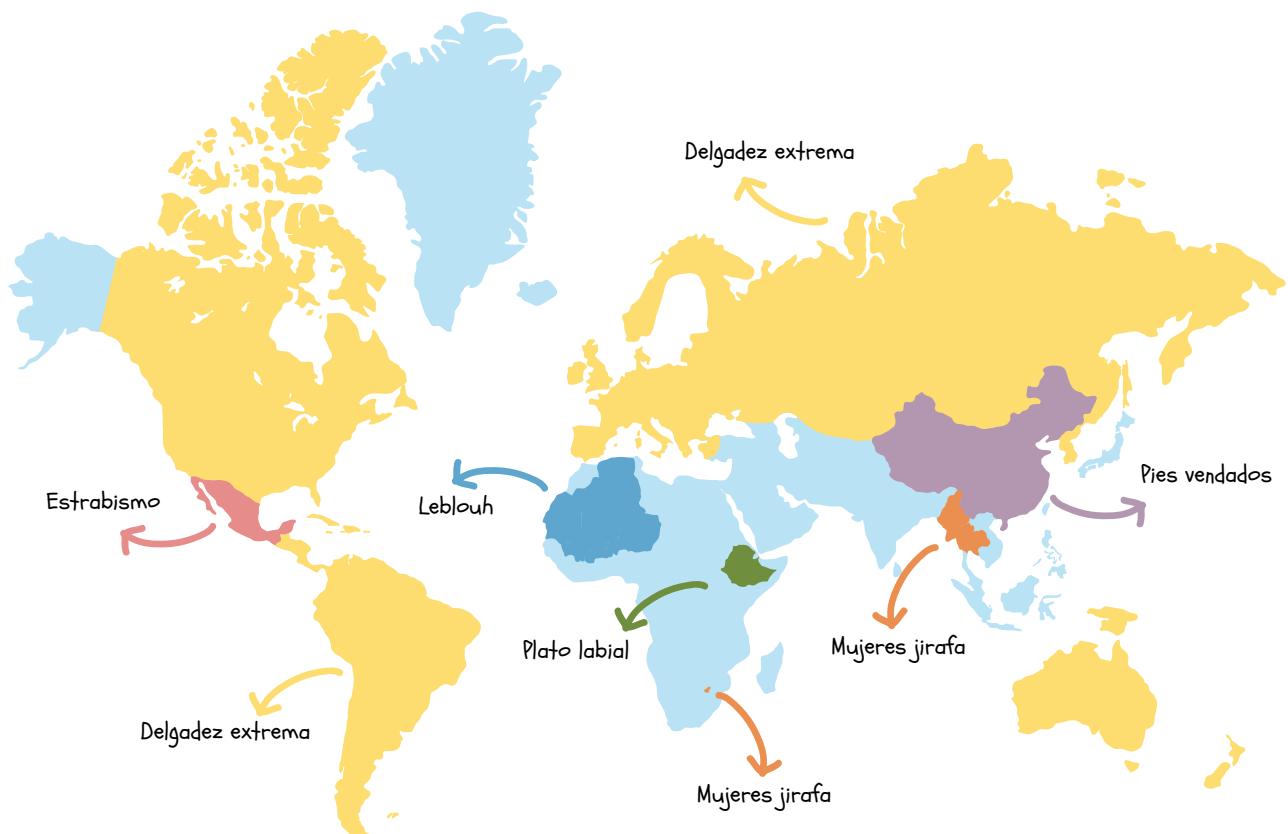 Delgadez extrema
Estrabismo
Leblouh
Pies vendados
Plato labial
Mujeres jirafa
Delgadez extrema
Mujeres jirafa